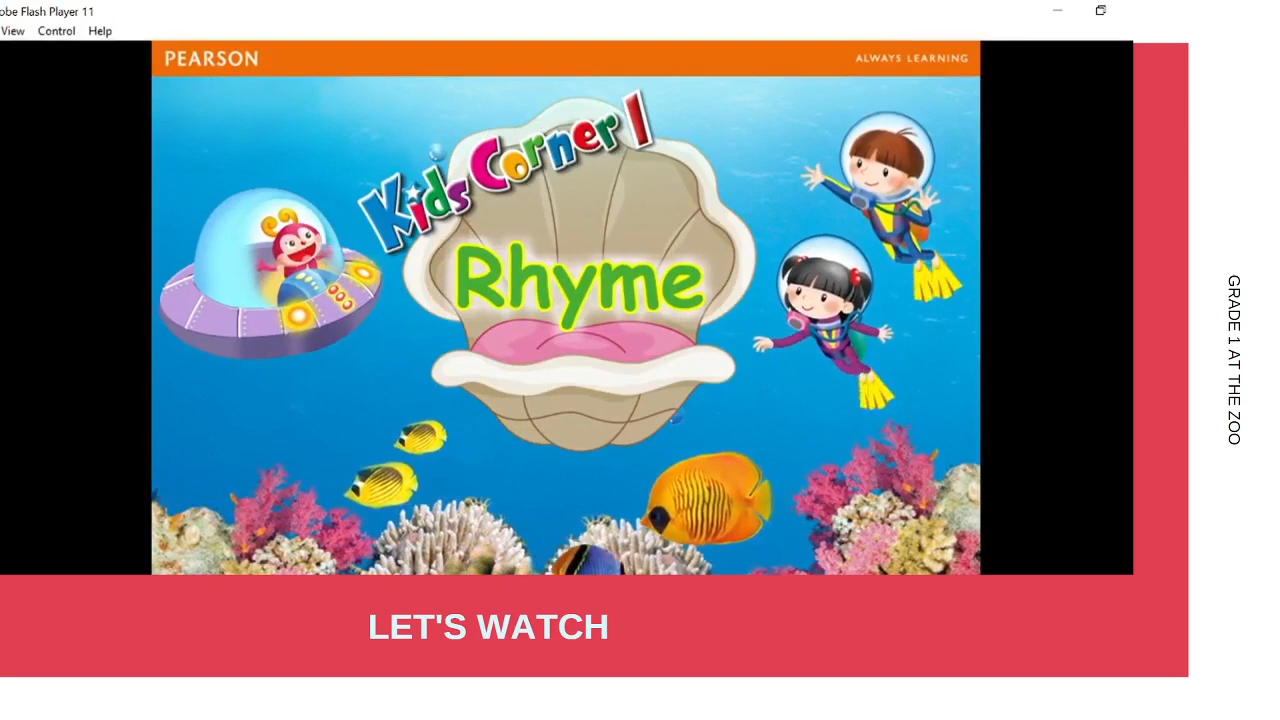 obe Flash Player 11
View Control Help
PEARSON
ALWAYS LEARNING
Kids Corner 1
Rhyme
GRADE 1 AT THE ZOO
LET'S WATCH